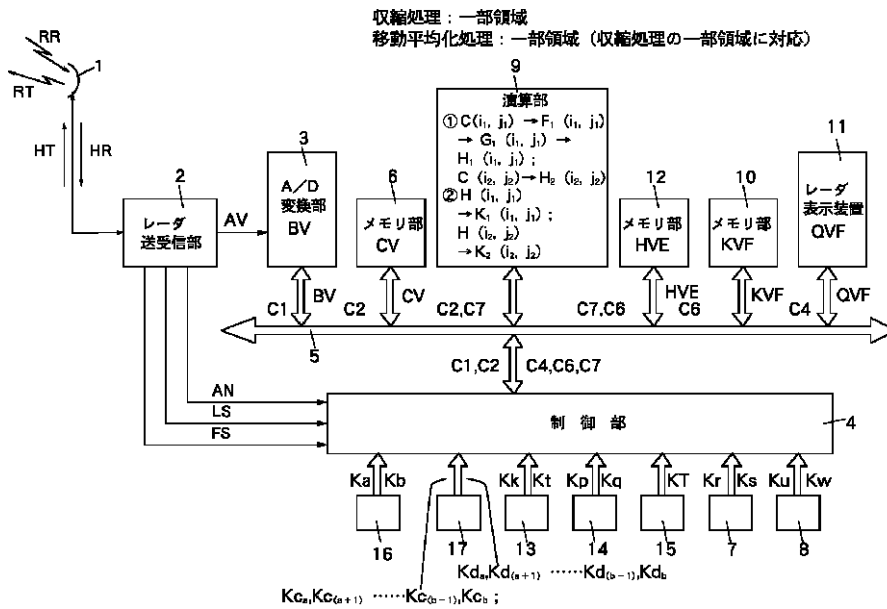 収縮処理：一部領域
移動平均化処理：一部領域（収縮処理の一部領域に対応）
RR
1
RT
HT
HR
2
レーダ
送受信部
AV
3
A／D
変換部
BV
6
メモリ部
CV
9
演算部
①C(i₁, j₁) →F₁ (i₁, j₁)
→ G₁ (i₁, j₁) →
H₁ (i₁, j₁) ;
C (i₂, j₂)→H₂ (i₂, j₂)
②H (i₁, j₁)
→K₁ (i₁, j₁) ;
H (i₂, j₂)
→K₂ (i₂, j₂)
12
メモリ部
HVE
10
メモリ部
KVF
11
レーダ
表示装置
QVF
C1 BV C2 CV C2,C7 C7,C6 HVE C6 KVF C4 QVF
5
C1,C2 C4,C6,C7
AN
LS
FS
制御部
4
Ka Kb Kk Kt Kp Kq KT Kr Ks Ku Kw
16 17 13 14 15 7 8
Kdₐ,Kd₍ₐ₊₁₎ ……Kd₍b₋₁₎,Kdb
Kcₐ,Kc₍ₐ₊₁₎ ……Kc₍b₋₁₎,Kcb ;